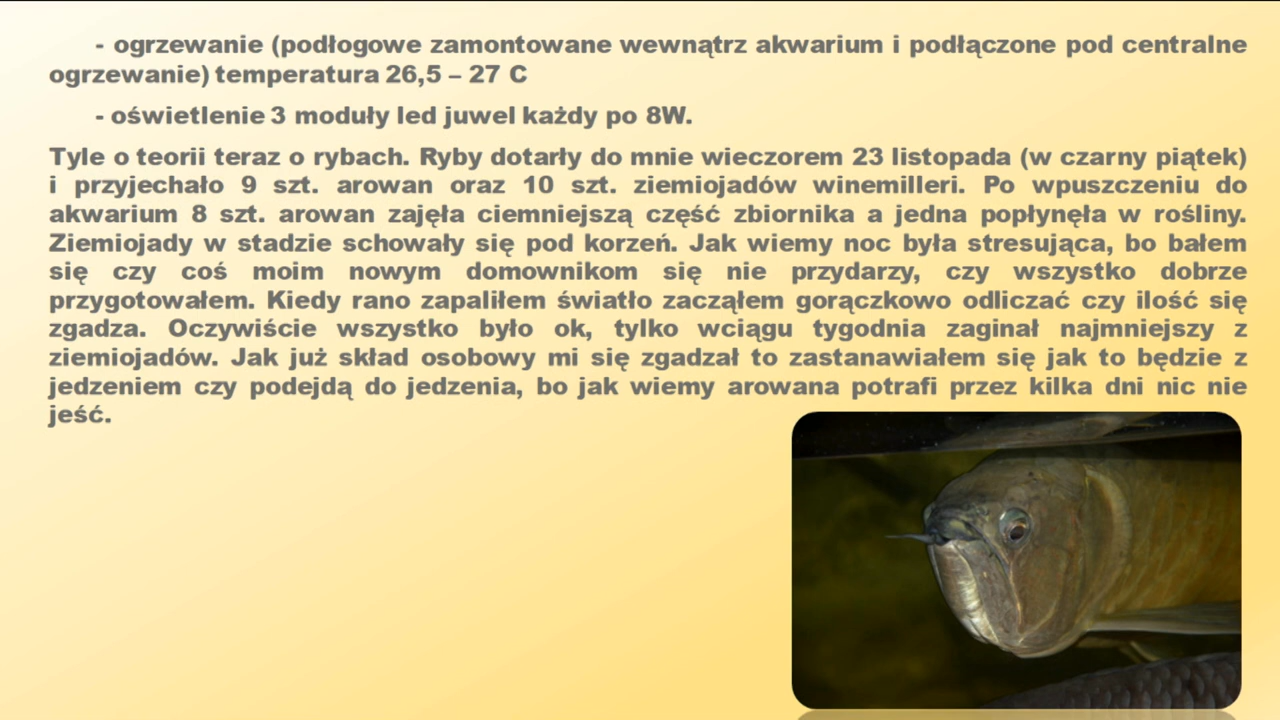 - ogrzewanie (podłogowe zamontowane wewnątrz akwarium i podłączone pod centralne
ogrzewanie) temperatura 26,5 – 27 C
- oświetlenie 3 moduły led juwel każdy po 8W.
Tyle o teorii teraz o rybach. Ryby dotarły do mnie wieczorem 23 listopada (w czarny piątek)
i przyjechało 9 szt. arowan oraz 10 szt. ziemiojadów winemilleri. Po wpuszczeniu do
akwarium 8 szt. arowan zajęła ciemniejszą część zbiornika a jedna popłynęła w rośliny.
Ziemiojady w stadzie schowały się pod korzeń. Jak wiemy noc była stresująca, bo bałem
się czy coś moim nowym domownikom się nie przydarzy, czy wszystko dobrze
przygotowałem. Kiedy rano zapaliłem światło zacząłem gorączkowo odliczać czy ilość się
zgadza. Oczywiście wszystko było ok, tylko wciągu tygodnia zaginał najmniejszy z
ziemiojadów. Jak już skład osobowy mi się zgadzał to zastanawiałem się jak to będzie z
jedzeniem czy podejdą do jedzenia, bo jak wiemy arowana potrafi przez kilka dni nic nie
jeść.